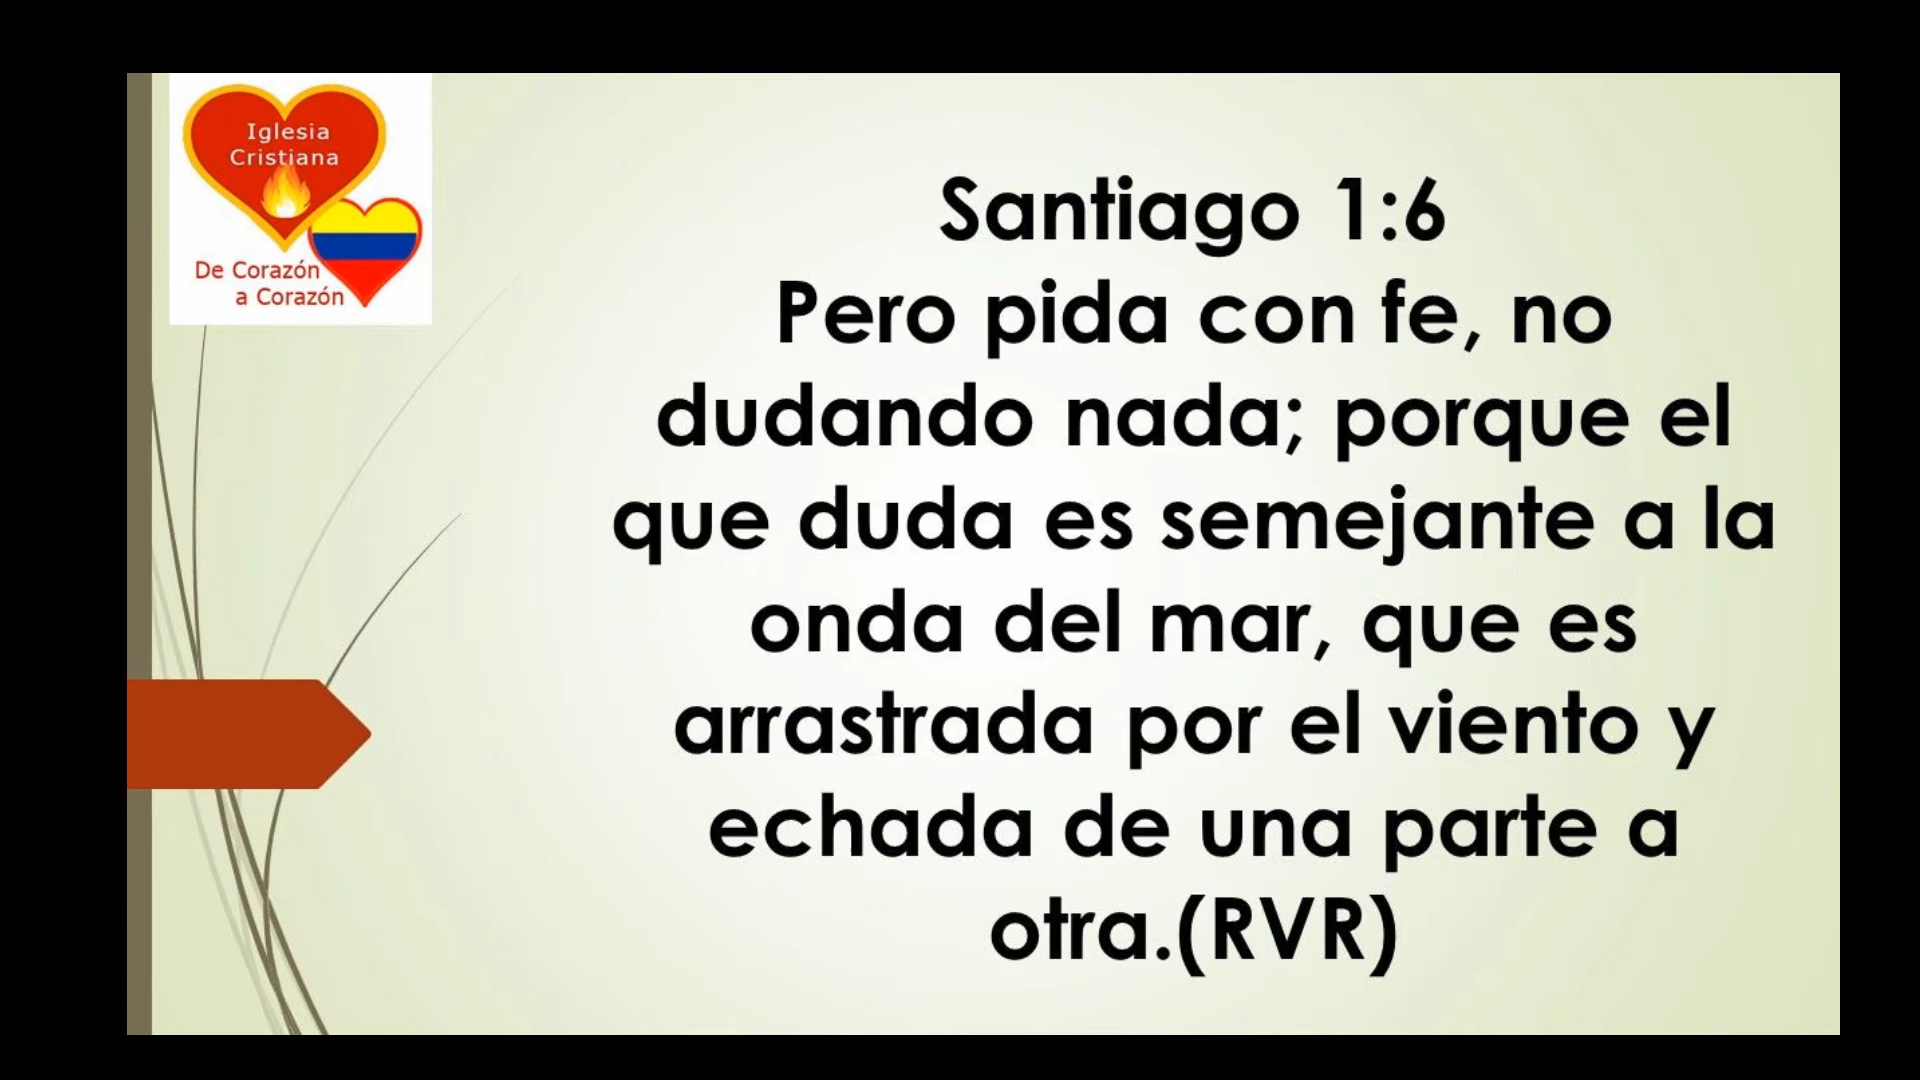 Iglesia
Cristiana
De Corazón
a Corazón
Santiago 1:6
Pero pida con fe, no
dudando nada; porque el
que duda es semejante a la
onda del mar, que es
arrastrada por el viento y
echada de una parte a
otra.(RVR)